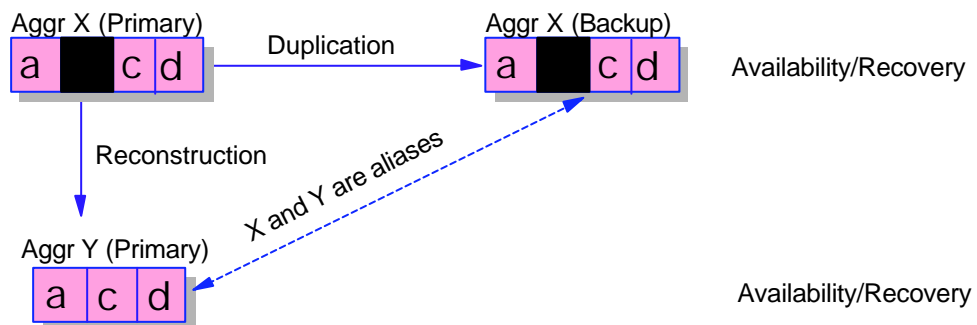 Aggr X (Primary)
Aggr X (Backup)
Duplication
a c d
a c d
Availability/Recovery
Reconstruction
X and Y are aliases
Aggr Y (Primary)
a c d
Availability/Recovery